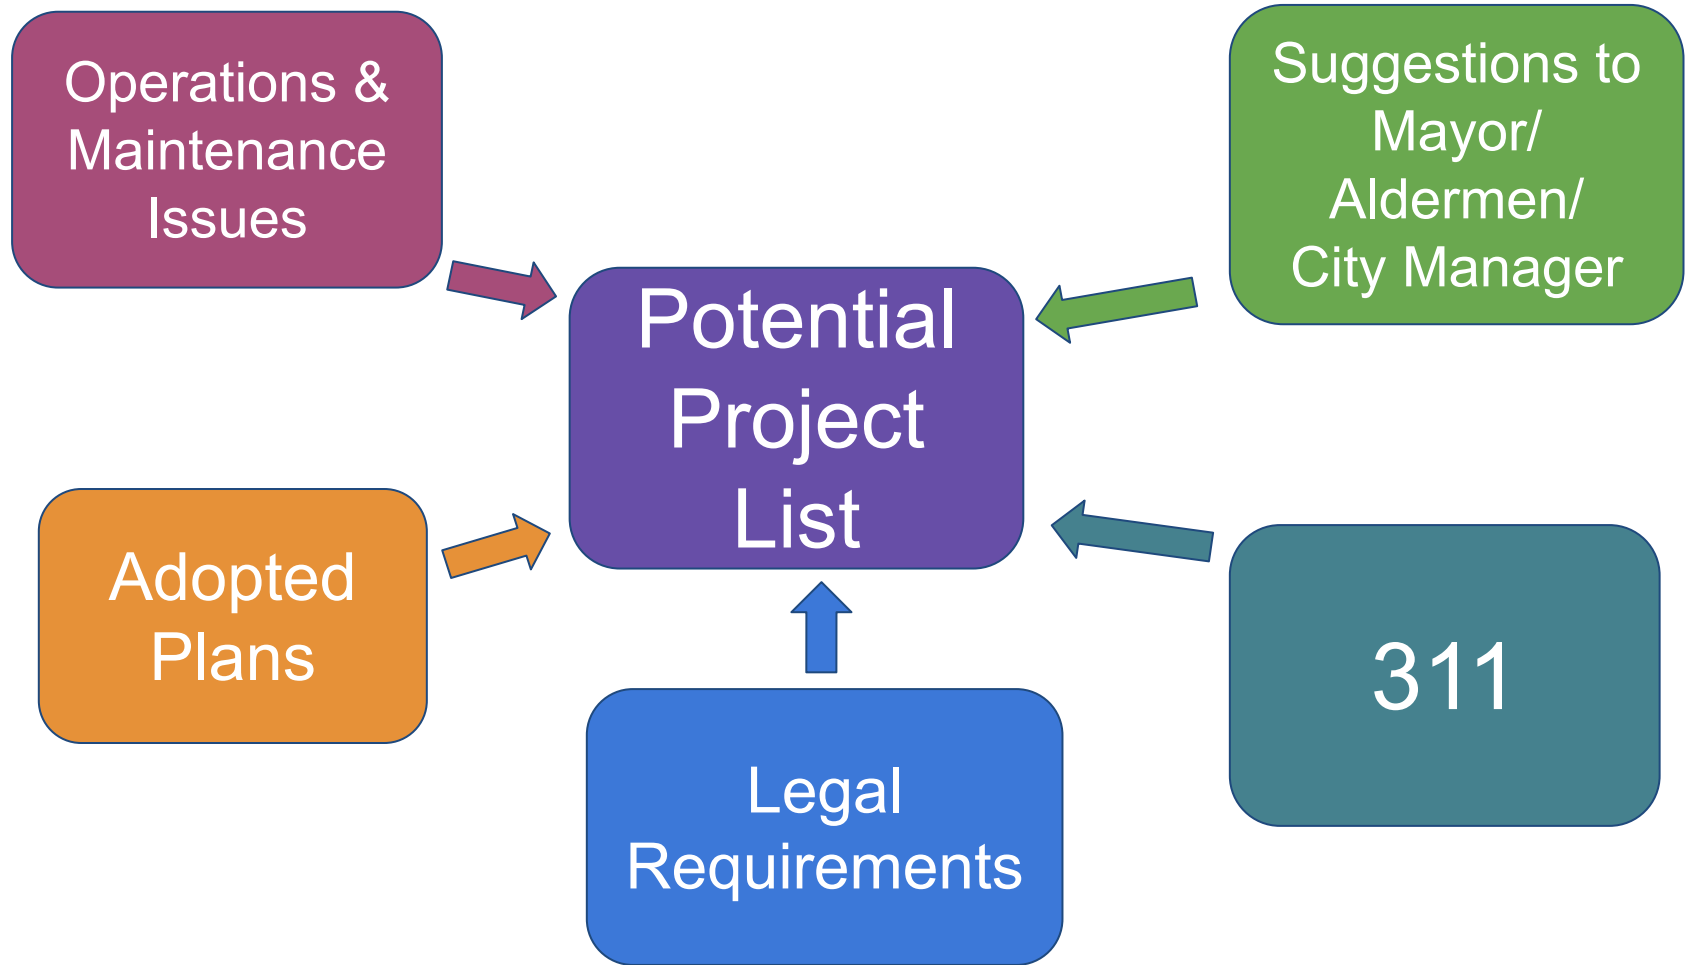 Operations &
Maintenance
Issues
Suggestions to
Mayor/
Aldermen/
City Manager
Potential
Project
List
Adopted
Plans
311
Legal
Requirements